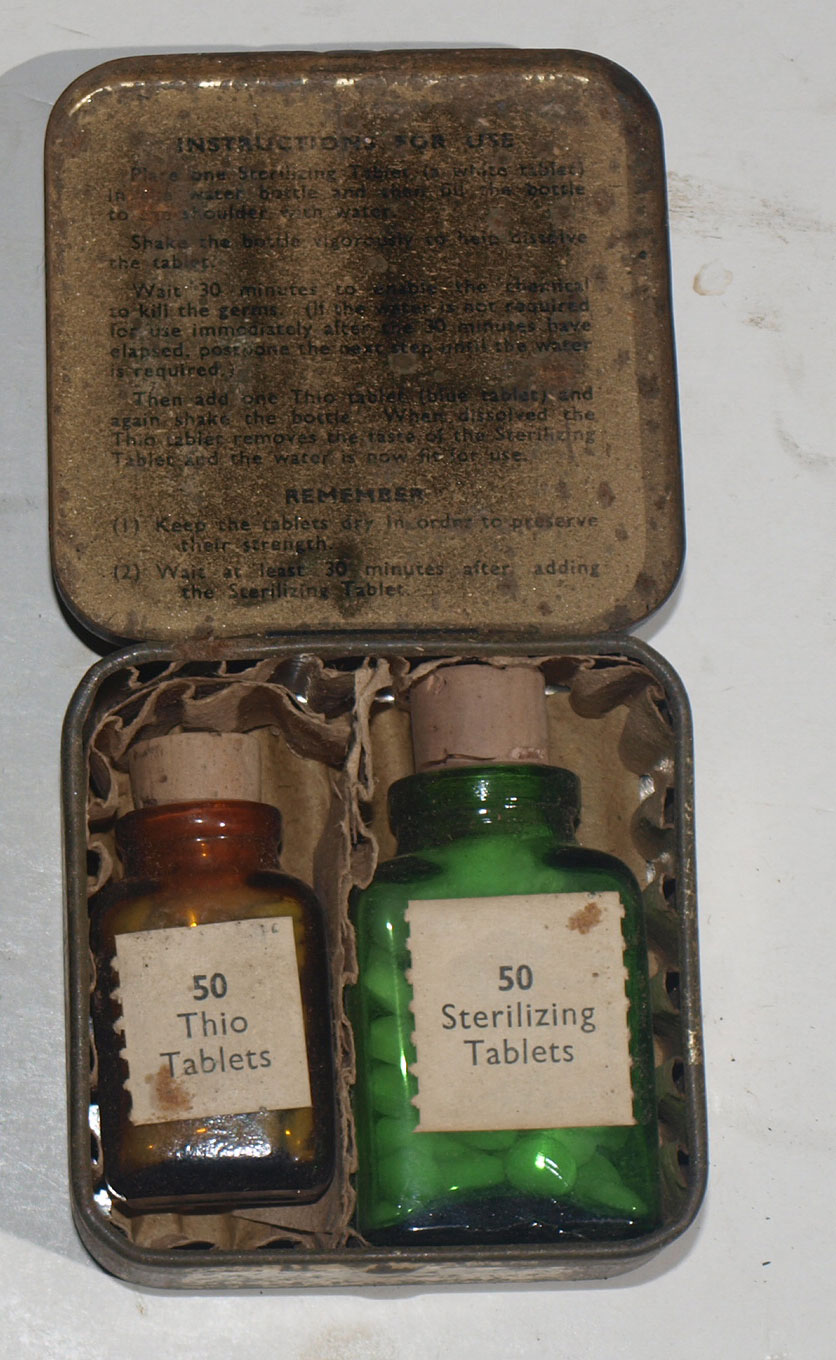 INSTRUCTIONS FOR USE
Place one Sterilizing Tablet (a white tablet)
in the water bottle and then fill the bottle
to the shoulder with water.
Shake the bottle vigorously to help dissolve
the tablet.
Wait 30 minutes to enable the chemical
to kill the germs. (If the water is not required
for use immediately after the 30 minutes have
elapsed, postpone the next step until the water
is required.)
Then add one Thio tablet (blue tablet) and
again shake the bottle. When dissolved the
Thio tablet removes the taste of the Sterilizing
Tablet and the water is now fit for use.
REMEMBER
(1) Keep the tablets dry in order to preserve
their strength.
(2) Wait at least 30 minutes after adding
the Sterilizing Tablet.
50
Thio
Tablets
50
Sterilizing
Tablets